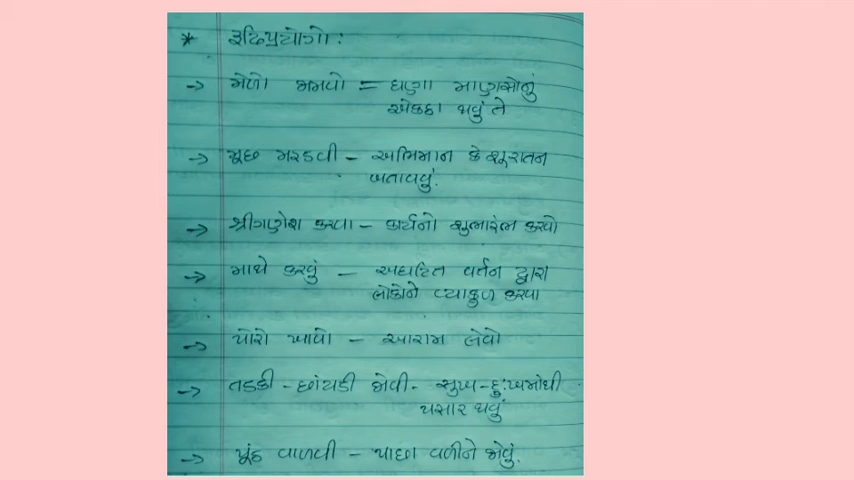 * રૂઢિપ્રયોગો:
→ મેળો જામવો = ઘણા માણસોનું
એકઠા થવું તે
→ મૂછ મરડવી - અભિમાન કે શૂરાતન
બતાવવું.
→ શ્રીગણેશ કરવા - કાર્યનો શુભારંભ કરવો
→ માથે કરવું - અઘટિત વર્તન દ્વારા
લોકોને વ્યાકુળ કરવા
→ પોરો ખાવો - આરામ લેવો
→ તડકી - છાંયડી જોવી - સુખ-દુઃખમાંથી
પસાર થવું
→ પૂંઠ વાળવી - પાછા વળીને જોવું.